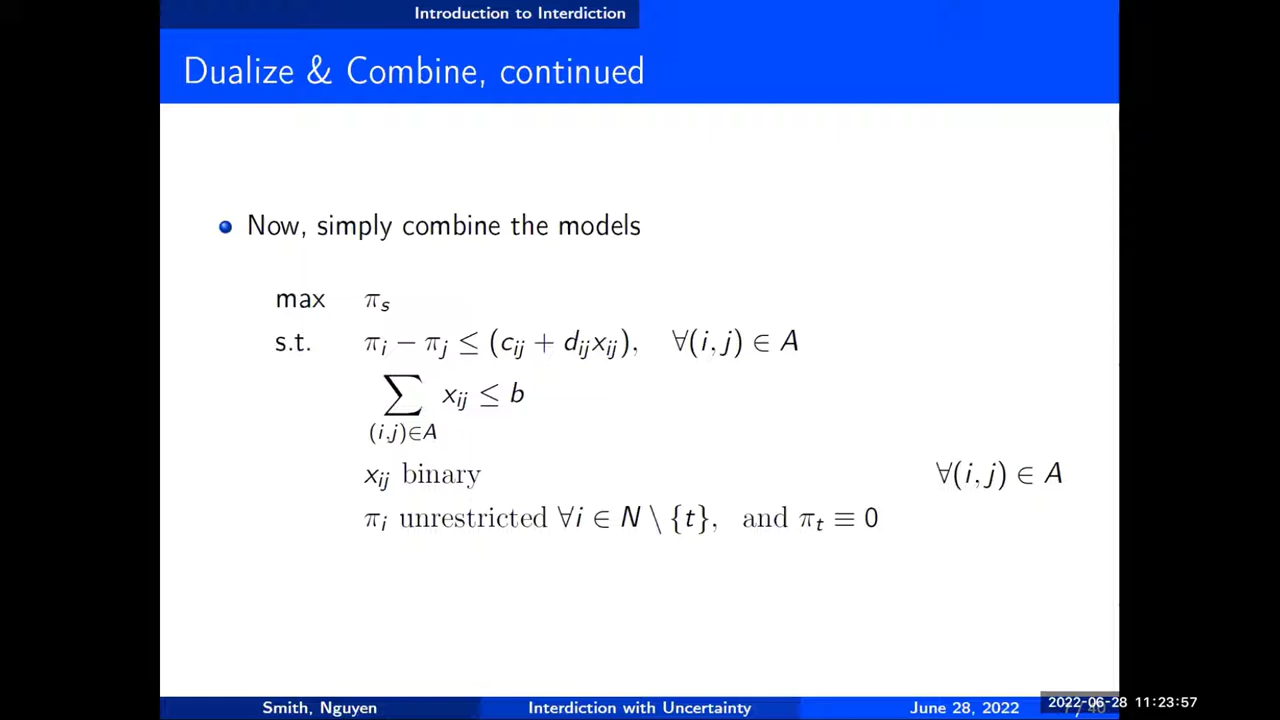 Introduction to Interdiction
Dualize & Combine, continued
Now, simply combine the models
max π_s
s.t. π_i − π_j ≤ (c_ij + d_ij x_ij), ∀(i, j) ∈ A
∑_(i,j)∈A x_ij ≤ b
x_ij binary ∀(i, j) ∈ A
π_i unrestricted ∀i ∈ N \ {t}, and π_t ≡ 0
Smith, Nguyen Interdiction with Uncertainty June 28, 2022
2022-06-28 11:23:57